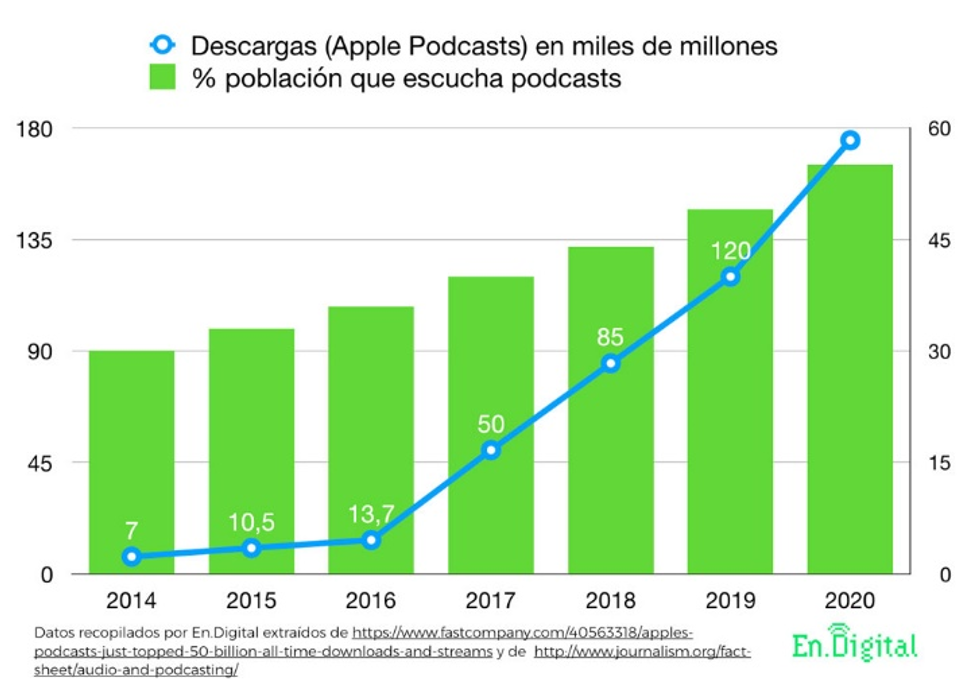 Descargas (Apple Podcasts) en miles de millones
% población que escucha podcasts
180
60
135
45
90
30
45
15
0
0
7
10,5
13,7
50
85
120
2014 2015 2016 2017 2018 2019 2020
Datos recopilados por En.Digital extraídos de https://www.fastcompany.com/40563318/apples-
podcasts-just-topped-50-billion-all-time-downloads-and-streams y de http://www.journalism.org/fact-
sheet/audio-and-podcasting/
En.Digital